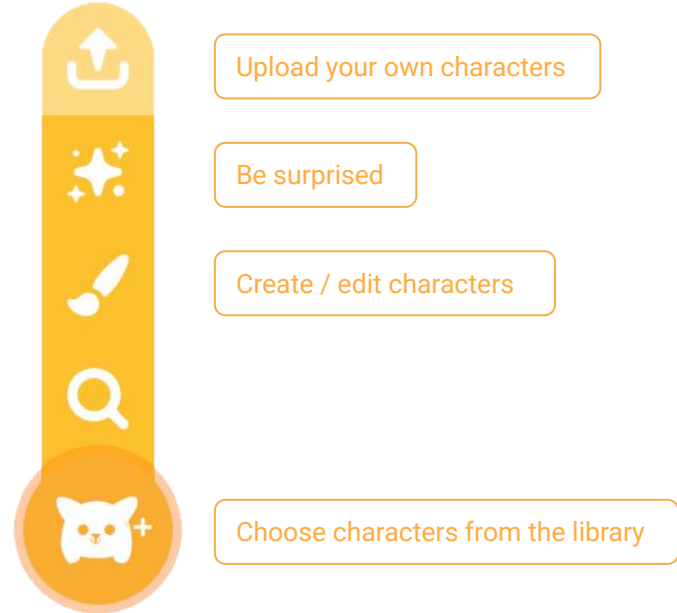 Upload your own characters
Be surprised
Create / edit characters
Choose characters from the library